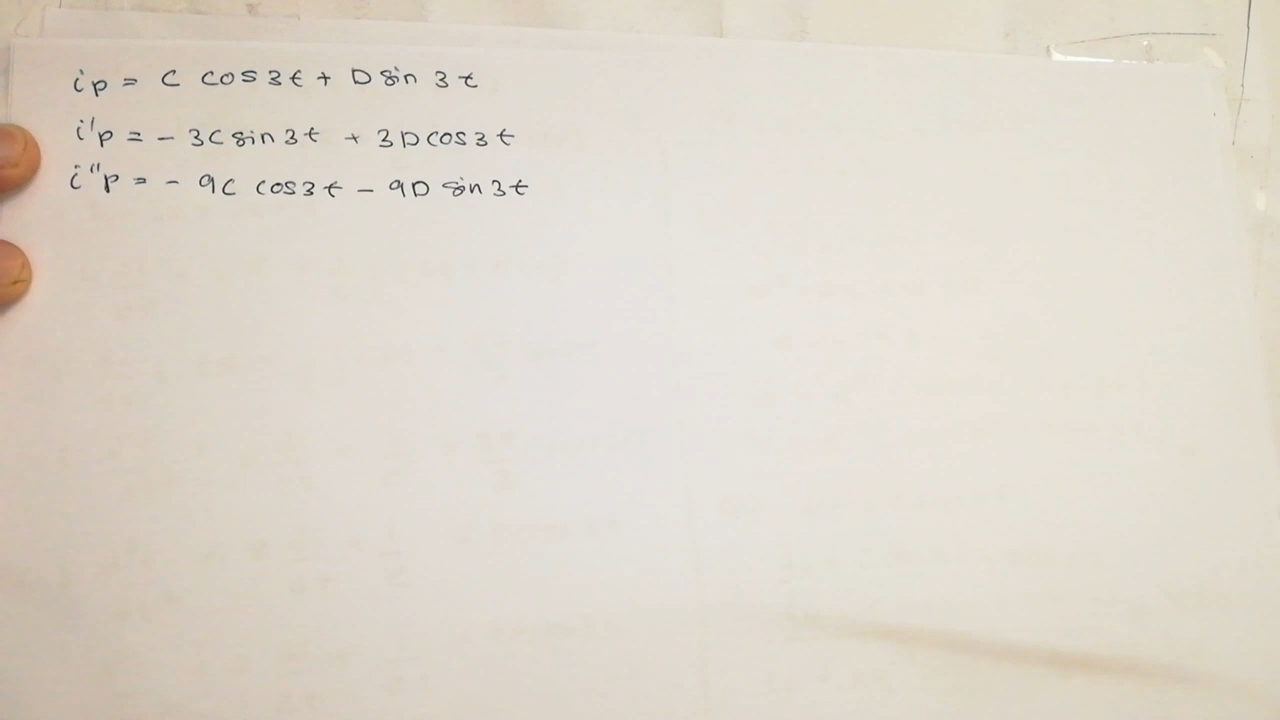 ip = C cos 3t + D sin 3t
i'p = - 3C sin 3t + 3D cos 3t
i"p = - 9C cos 3t - 9D sin 3t